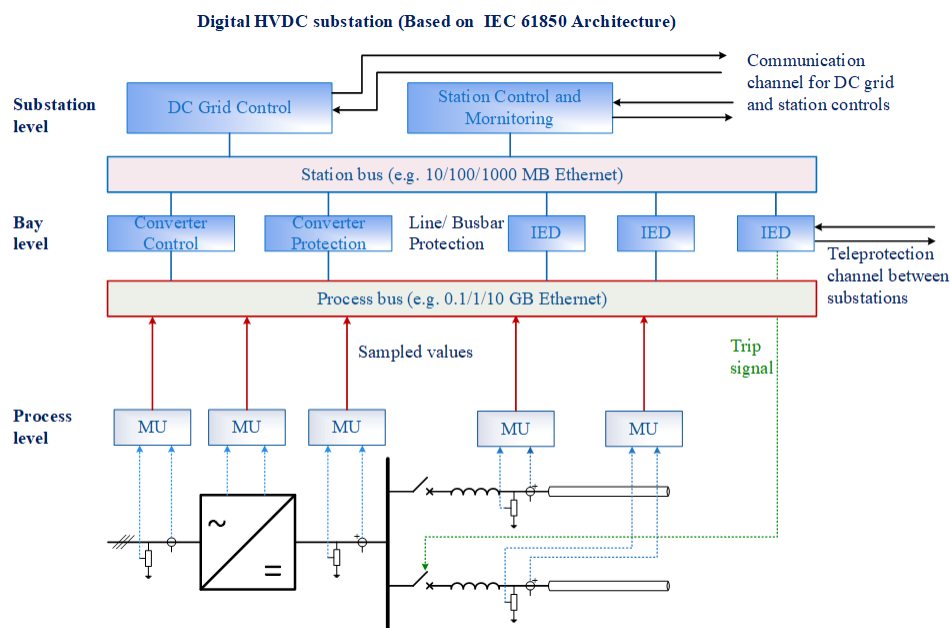 Digital HVDC substation (Based on IEC 61850 Architecture)
Substation
level
DC Grid Control
Station Control and
Mornitoring
Communication
channel for DC grid
and station controls
Station bus (e.g. 10/100/1000 MB Ethernet)
Bay
level
Converter
Control
Converter
Protection
Line/ Busbar
Protection
IED
IED
IED
Teleprotection
channel between
substations
Process bus (e.g. 0.1/1/10 GB Ethernet)
Sampled values
Trip
signal
Process
level
MU
MU
MU
MU
MU
~
=